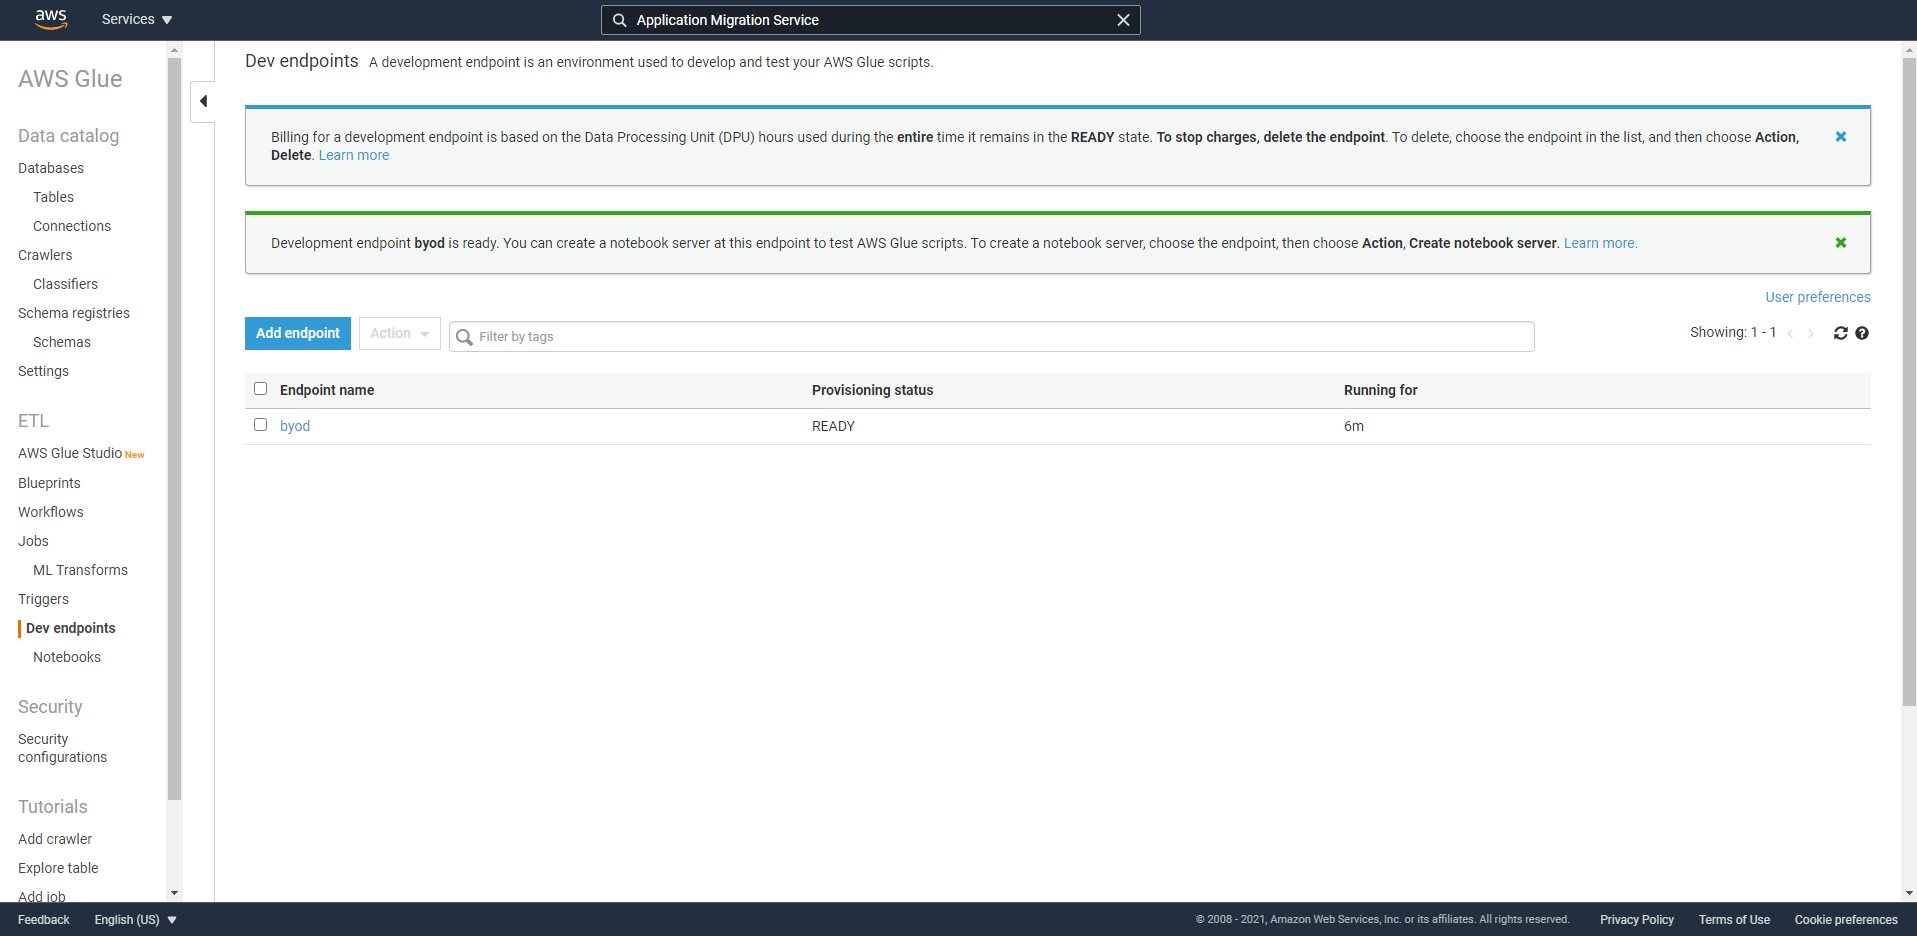 aws
Services
Application Migration Service
AWS Glue
Data catalog
Databases
Tables
Connections
Crawlers
Classifiers
Schema registries
Schemas
Settings
ETL
AWS Glue Studio New
Blueprints
Workflows
Jobs
ML Transforms
Triggers
Dev endpoints
Notebooks
Security
Security
configurations
Tutorials
Add crawler
Explore table
Add job
Dev endpoints A development endpoint is an environment used to develop and test your AWS Glue scripts.
Billing for a development endpoint is based on the Data Processing Unit (DPU) hours used during the entire time it remains in the READY state. To stop charges, delete the endpoint. To delete, choose the endpoint in the list, and then choose Action,
Delete. Learn more
Development endpoint byod is ready. You can create a notebook server at this endpoint to test AWS Glue scripts. To create a notebook server, choose the endpoint, then choose Action, Create notebook server. Learn more.
User preferences
Add endpoint Action Filter by tags Showing: 1 - 1
Endpoint name Provisioning status Running for
byod READY 6m
Feedback English (US) © 2008 - 2021, Amazon Web Services, Inc. or its affiliates. All rights reserved. Privacy Policy Terms of Use Cookie preferences